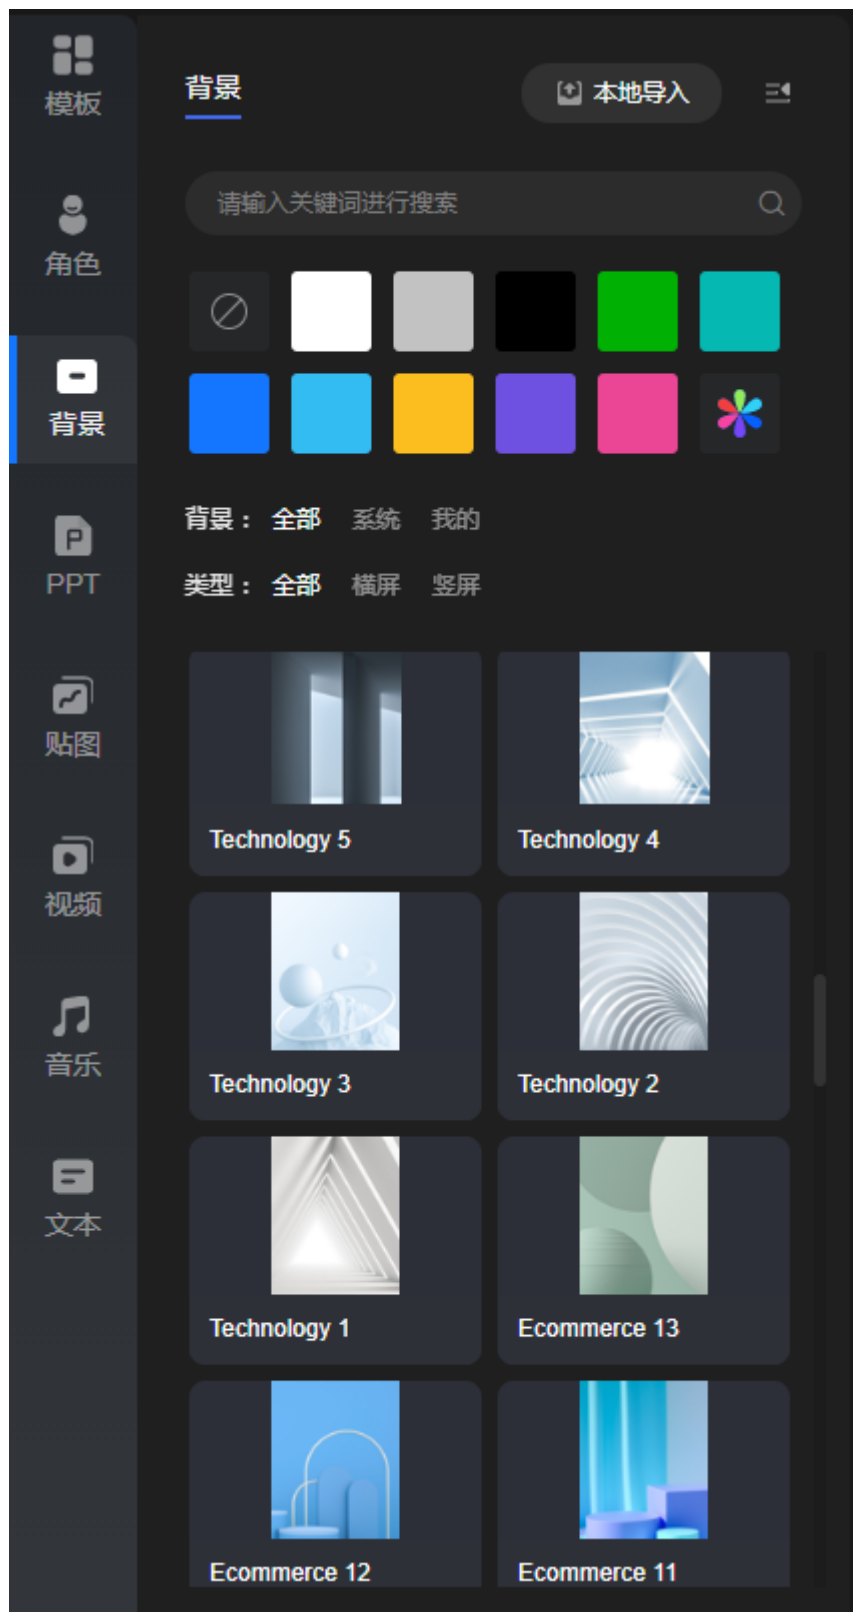 模板
角色
背景
PPT
贴图
视频
音乐
文本
背景
本地导入
请输入关键词进行搜索
背景： 全部 系统 我的
类型： 全部 横屏 竖屏
Technology 5
Technology 4
Technology 3
Technology 2
Technology 1
Ecommerce 13
Ecommerce 12
Ecommerce 11